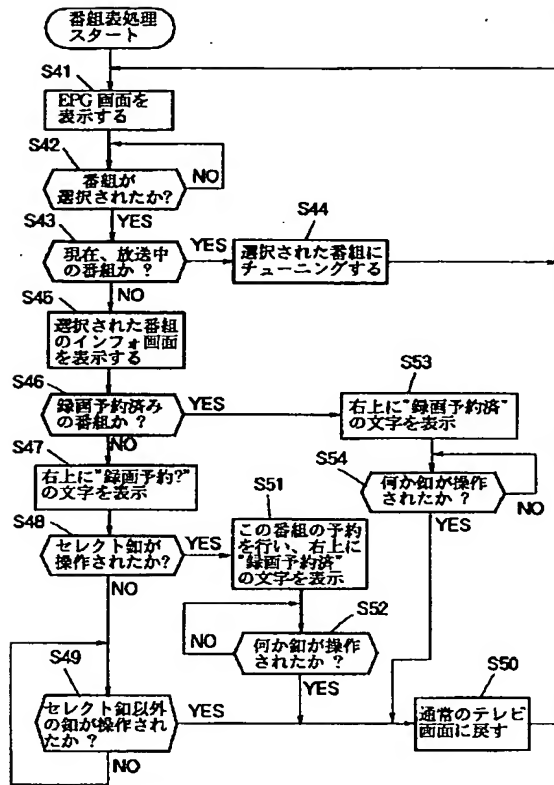 番組表処理
スタート
S41
EPG画面を
表示する
S42
番組が
選択されたか?
NO
YES
S43
現在、放送中
の番組か?
YES
NO
S44
選択された番組に
チューニングする
S45
選択された番組
のインフォ画面
を表示する
S46
録画予約済み
の番組か?
YES
NO
S53
右上に"録画予約済"
の文字を表示
S54
何か釦が操作
されたか?
NO
YES
S47
右上に"録画予約?"
の文字を表示
S48
セレクト釦が
操作されたか?
YES
NO
S51
この番組の予約
を行い、右上に
"録画予約済"
の文字を表示
S52
何か釦が操作
されたか?
NO
YES
S49
セレクト釦以外
の釦が操作され
たか?
YES
NO
S50
通常のテレビ
画面に戻す